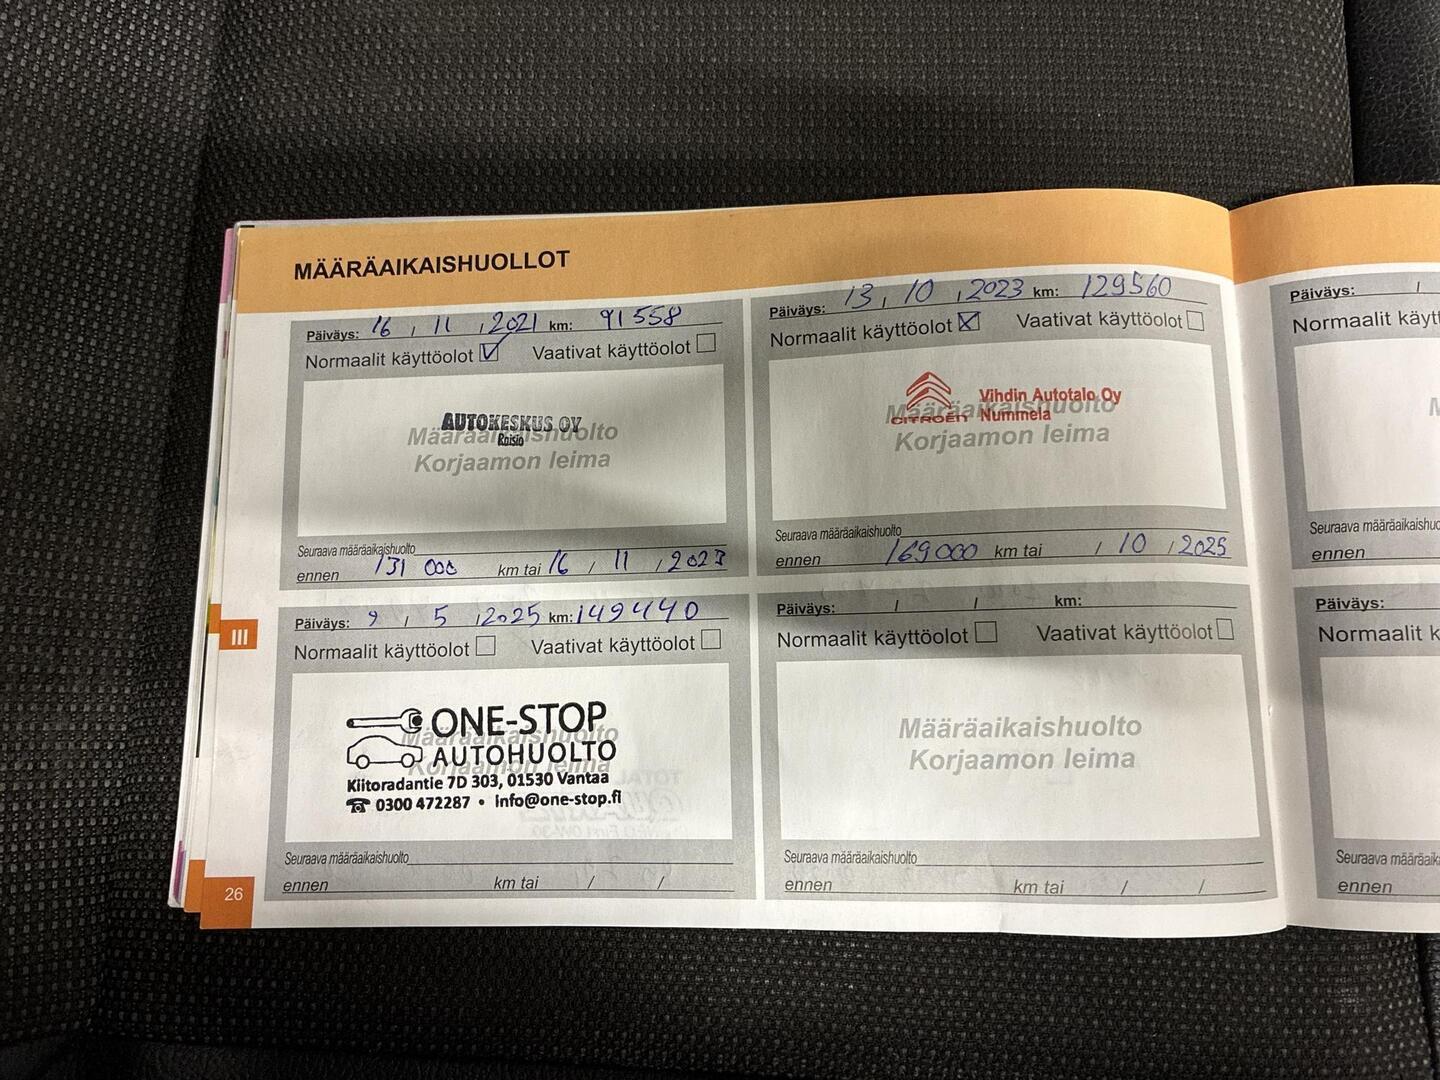 MÄÄRÄAIKAISHUOLLOT
Päiväys: 16 / 11 / 2021 km: 91558
Normaalit käyttöolot Vaativat käyttöolot
AUTOKESKUS OY
Raisio
Määräaikaishuolto
Korjaamon leima
Seuraava määräaikaishuolto
ennen 131 000 km tai 16 / 11 / 2023
Päiväys: 13 / 10 / 2023 km: 129560
Normaalit käyttöolot Vaativat käyttöolot
CITROËN Vihdin Autotalo Oy
Nummela
Määräaikaishuolto
Korjaamon leima
Seuraava määräaikaishuolto
ennen 169000 km tai / 10 / 2025
Päiväys: 9 / 5 / 2025 km: 149440
Normaalit käyttöolot Vaativat käyttöolot
ONE-STOP
AUTOHUOLTO
Määräaikaishuolto
Korjaamon leima
Kiitoradantie 7D 303, 01530 Vantaa
☎ 0300 472287 • info@one-stop.fi
Seuraava määräaikaishuolto
ennen km tai / /
Päiväys: / / km:
Normaalit käyttöolot Vaativat käyttöolot
Määräaikaishuolto
Korjaamon leima
Seuraava määräaikaishuolto
ennen km tai / /
III
26
Päiväys: /
Normaalit käytt
M
Seuraava määräaikaishuo
ennen
Päiväys:
Normaalit k
Seuraava määräaik
ennen